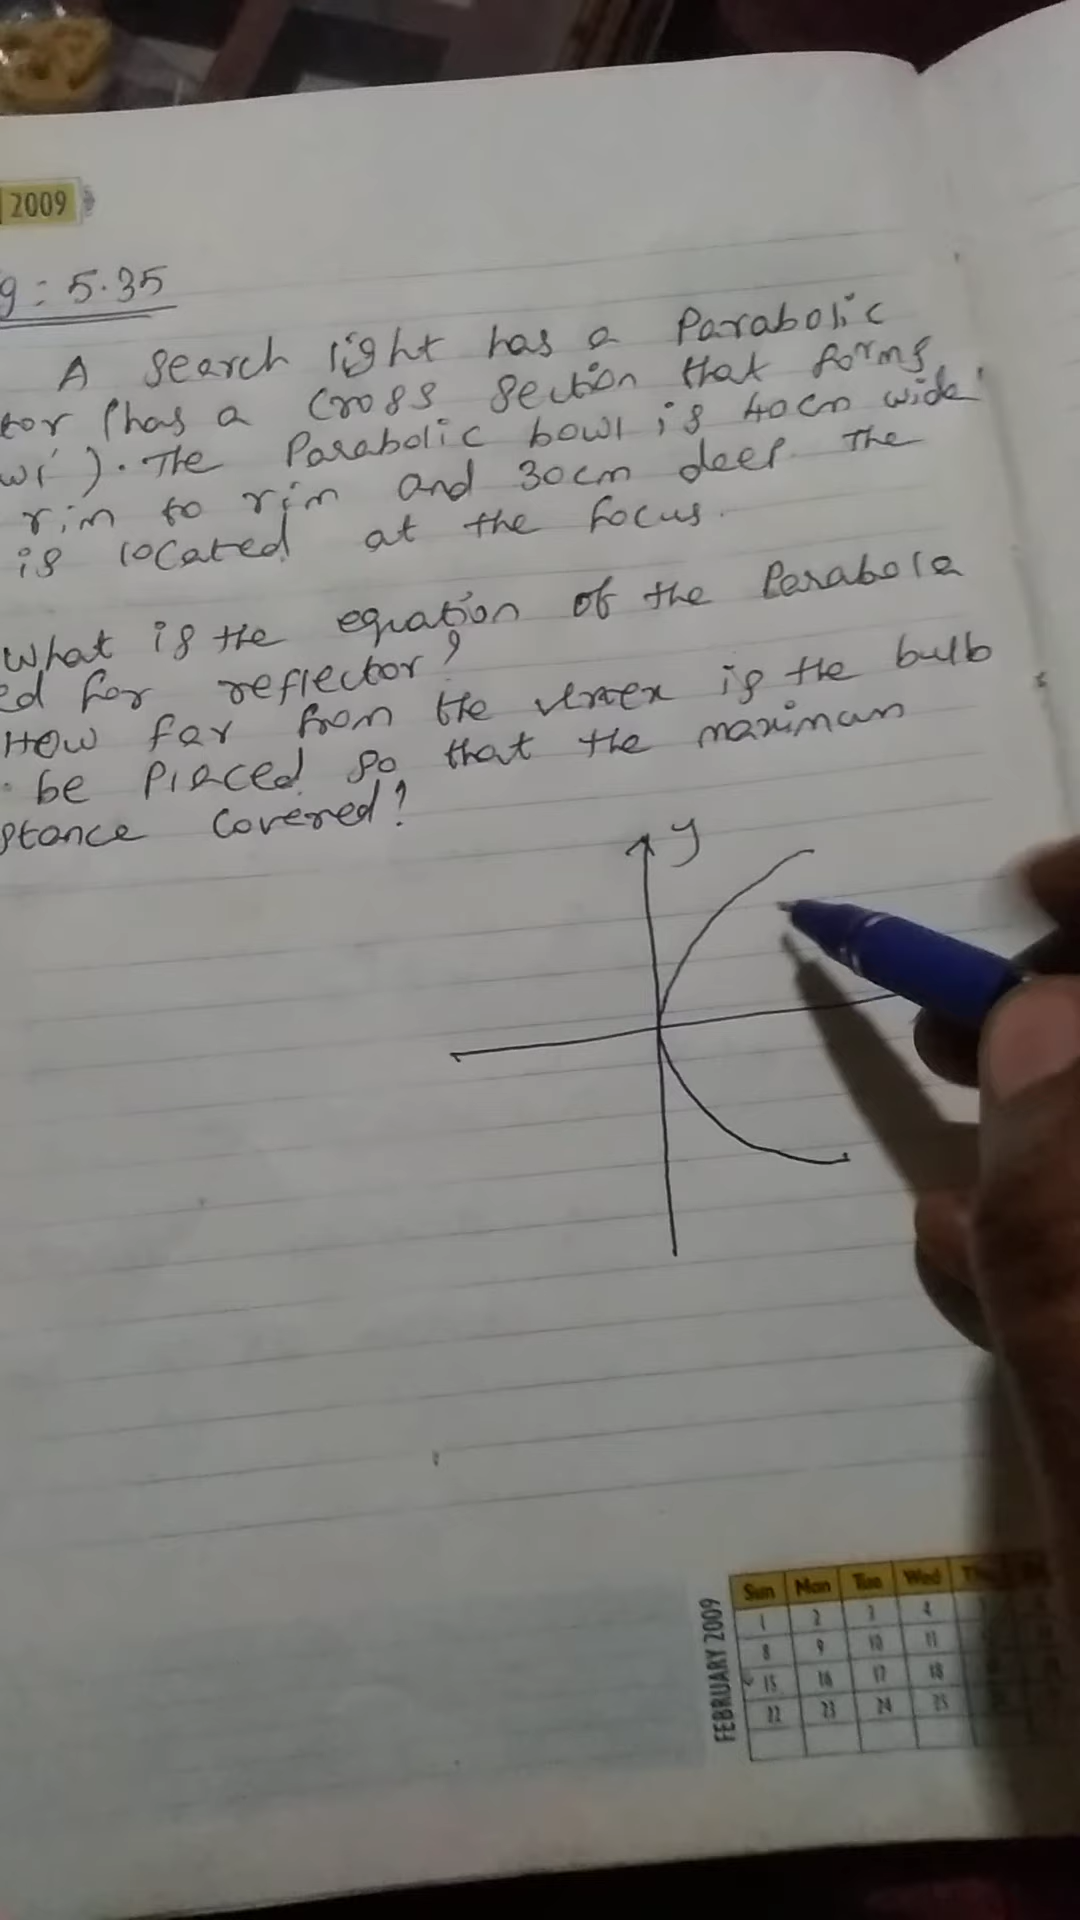 2009
g: 5.35
A search light has a Parabolic
tor (has a cross section that forms
wl'). The Parabolic bowl is 40cm wide
rim to rim and 30cm deep. The
is located at the focus.
What is the equation of the Parabola
ed for reflector?
How far from the vertex is the bulb
be Placed so that the maximum
stance covered?
y
FEBRUARY 2009
Sun Mon Tue Wed
1 2 3 4
8 9 10 11
15 16 17 18
22 23 24 25